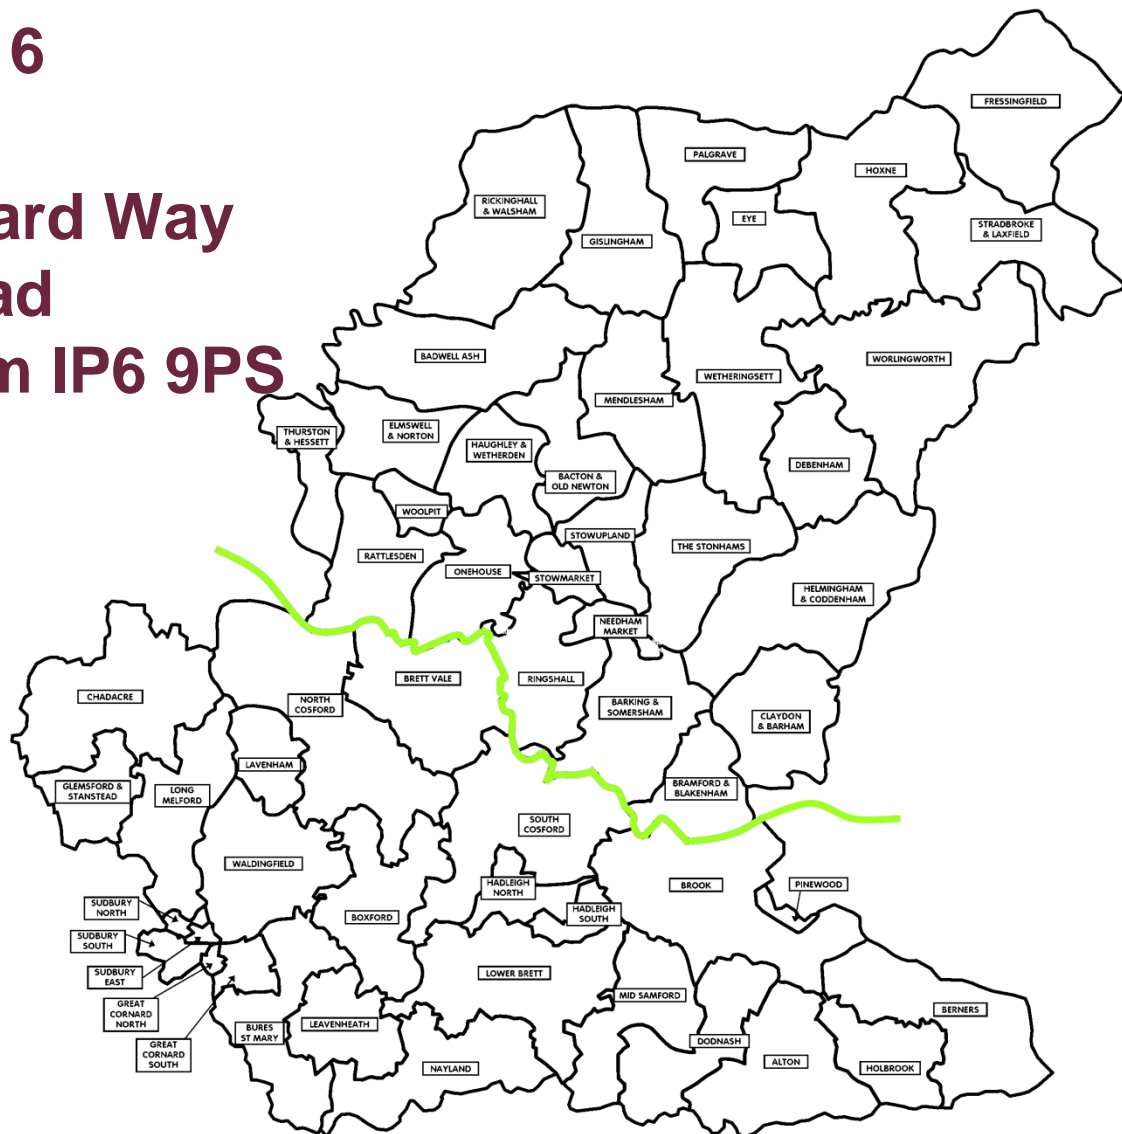 6
ard Way
ad
m IP6 9PS
FRESSINGFIELD
PALGRAVE
HOXNE
RICKINGHALL
& WALSHAM
EYE
STRADBROKE
& LAXFIELD
GISLINGHAM
BADWELL ASH
WORLINGWORTH
WETHERINGSETT
MENDLESHAM
THURSTON
& HESSETT
ELMSWELL
& NORTON
HAUGHLEY &
WETHERDEN
DEBENHAM
BACTON &
OLD NEWTON
WOOLPIT
STOWUPLAND
THE STONHAMS
RATTLESDEN
ONEHOUSE
STOWMARKET
HELMINGHAM
& CODDENHAM
NEEDHAM
MARKET
BRETT VALE
RINGSHALL
CHADACRE
NORTH
COSFORD
BARKING &
SOMERSHAM
CLAYDON
& BARHAM
LAVENHAM
GLEMSFORD &
STANSTEAD
LONG
MELFORD
BRAMFORD &
BLAKENHAM
SOUTH
COSFORD
WALDINGFIELD
HADLEIGH
NORTH
BROOK
PINEWOOD
SUDBURY
NORTH
BOXFORD
HADLEIGH
SOUTH
SUDBURY
SOUTH
SUDBURY
EAST
LOWER BRETT
MID SAMFORD
GREAT
CORNARD
NORTH
BERNERS
BURES
ST MARY
LEAVENHEATH
GREAT
CORNARD
SOUTH
DODNASH
NAYLAND
ALTON
HOLBROOK